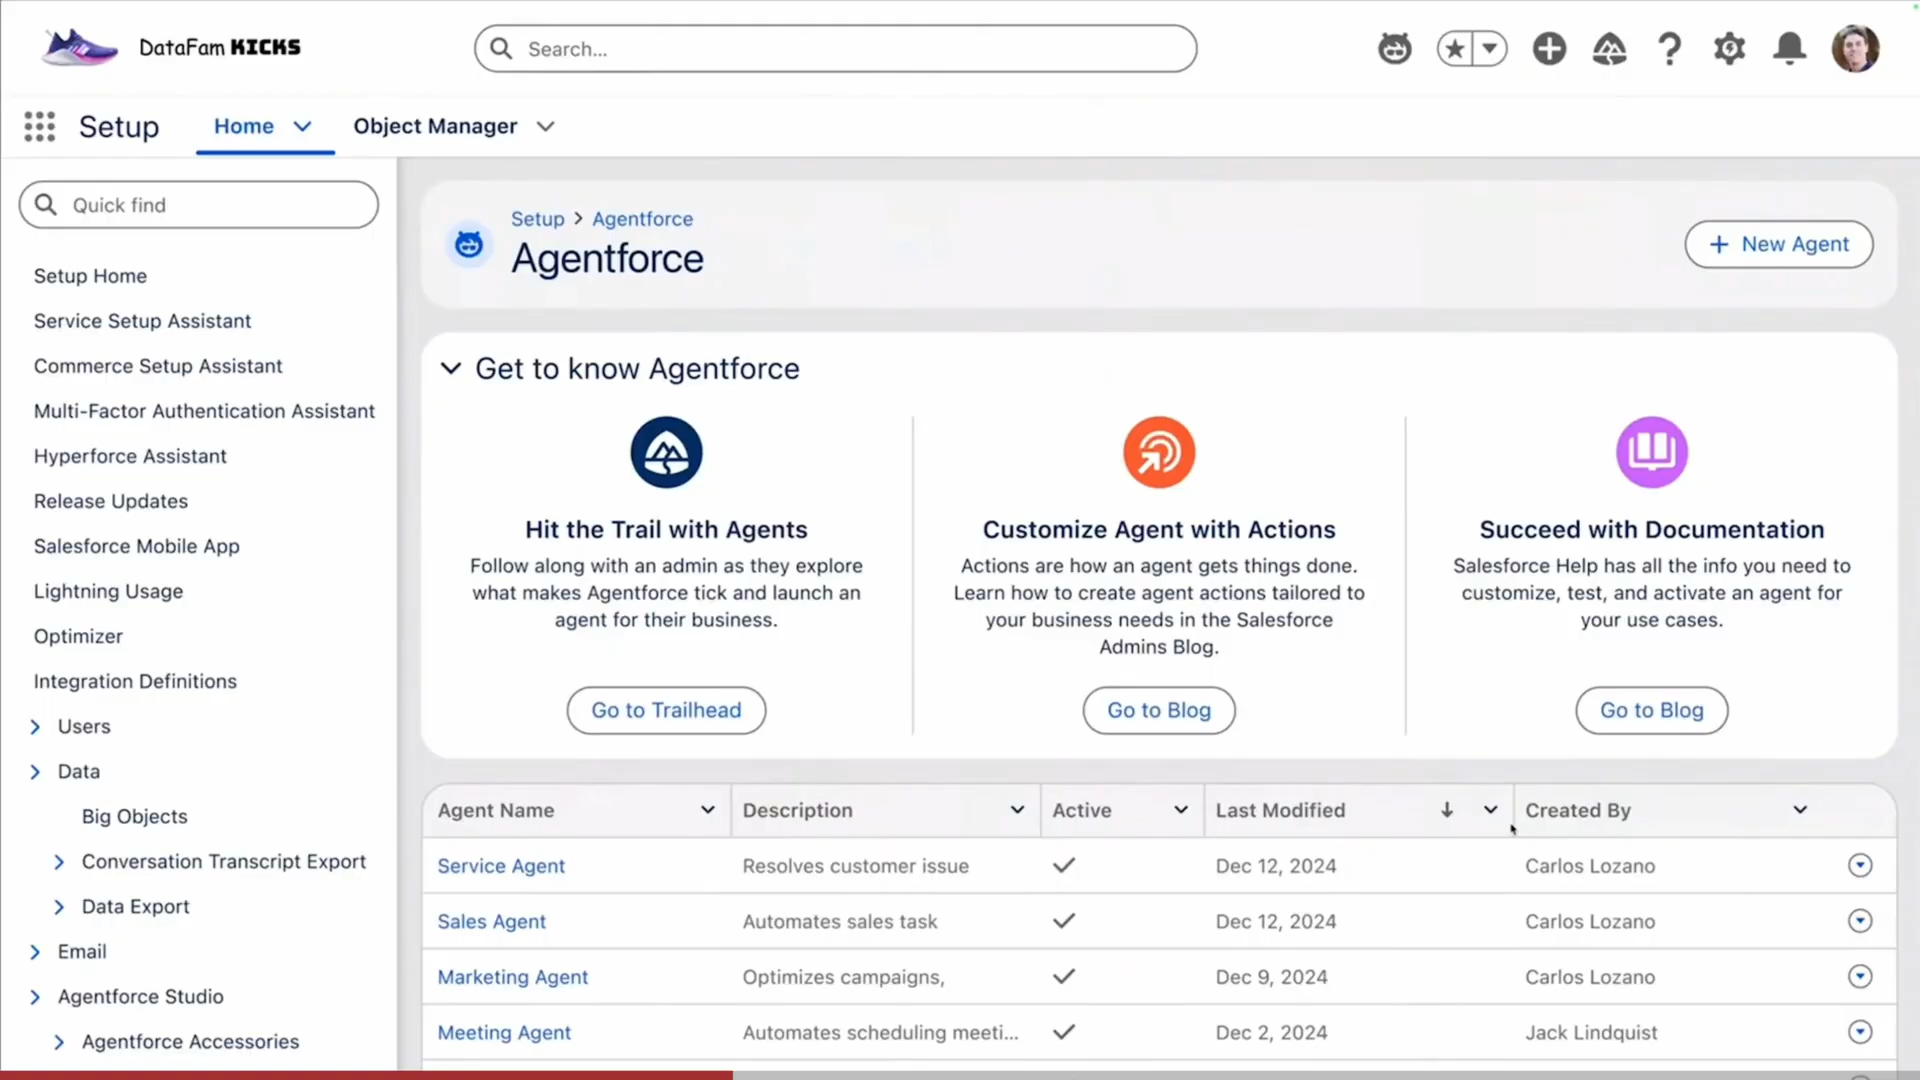 DataFam KICKS
Search...
Setup
Home
Object Manager
Quick find
Setup Home
Service Setup Assistant
Commerce Setup Assistant
Multi-Factor Authentication Assistant
Hyperforce Assistant
Release Updates
Salesforce Mobile App
Lightning Usage
Optimizer
Integration Definitions
Users
Data
Big Objects
Conversation Transcript Export
Data Export
Email
Agentforce Studio
Agentforce Accessories
Setup > Agentforce
Agentforce
+ New Agent
Get to know Agentforce
Hit the Trail with Agents
Follow along with an admin as they explore
what makes Agentforce tick and launch an
agent for their business.
Go to Trailhead
Customize Agent with Actions
Actions are how an agent gets things done.
Learn how to create agent actions tailored to
your business needs in the Salesforce
Admins Blog.
Go to Blog
Succeed with Documentation
Salesforce Help has all the info you need to
customize, test, and activate an agent for
your use cases.
Go to Blog
Agent Name Description Active Last Modified Created By
Service Agent Resolves customer issue Dec 12, 2024 Carlos Lozano
Sales Agent Automates sales task Dec 12, 2024 Carlos Lozano
Marketing Agent Optimizes campaigns, Dec 9, 2024 Carlos Lozano
Meeting Agent Automates scheduling meeti... Dec 2, 2024 Jack Lindquist